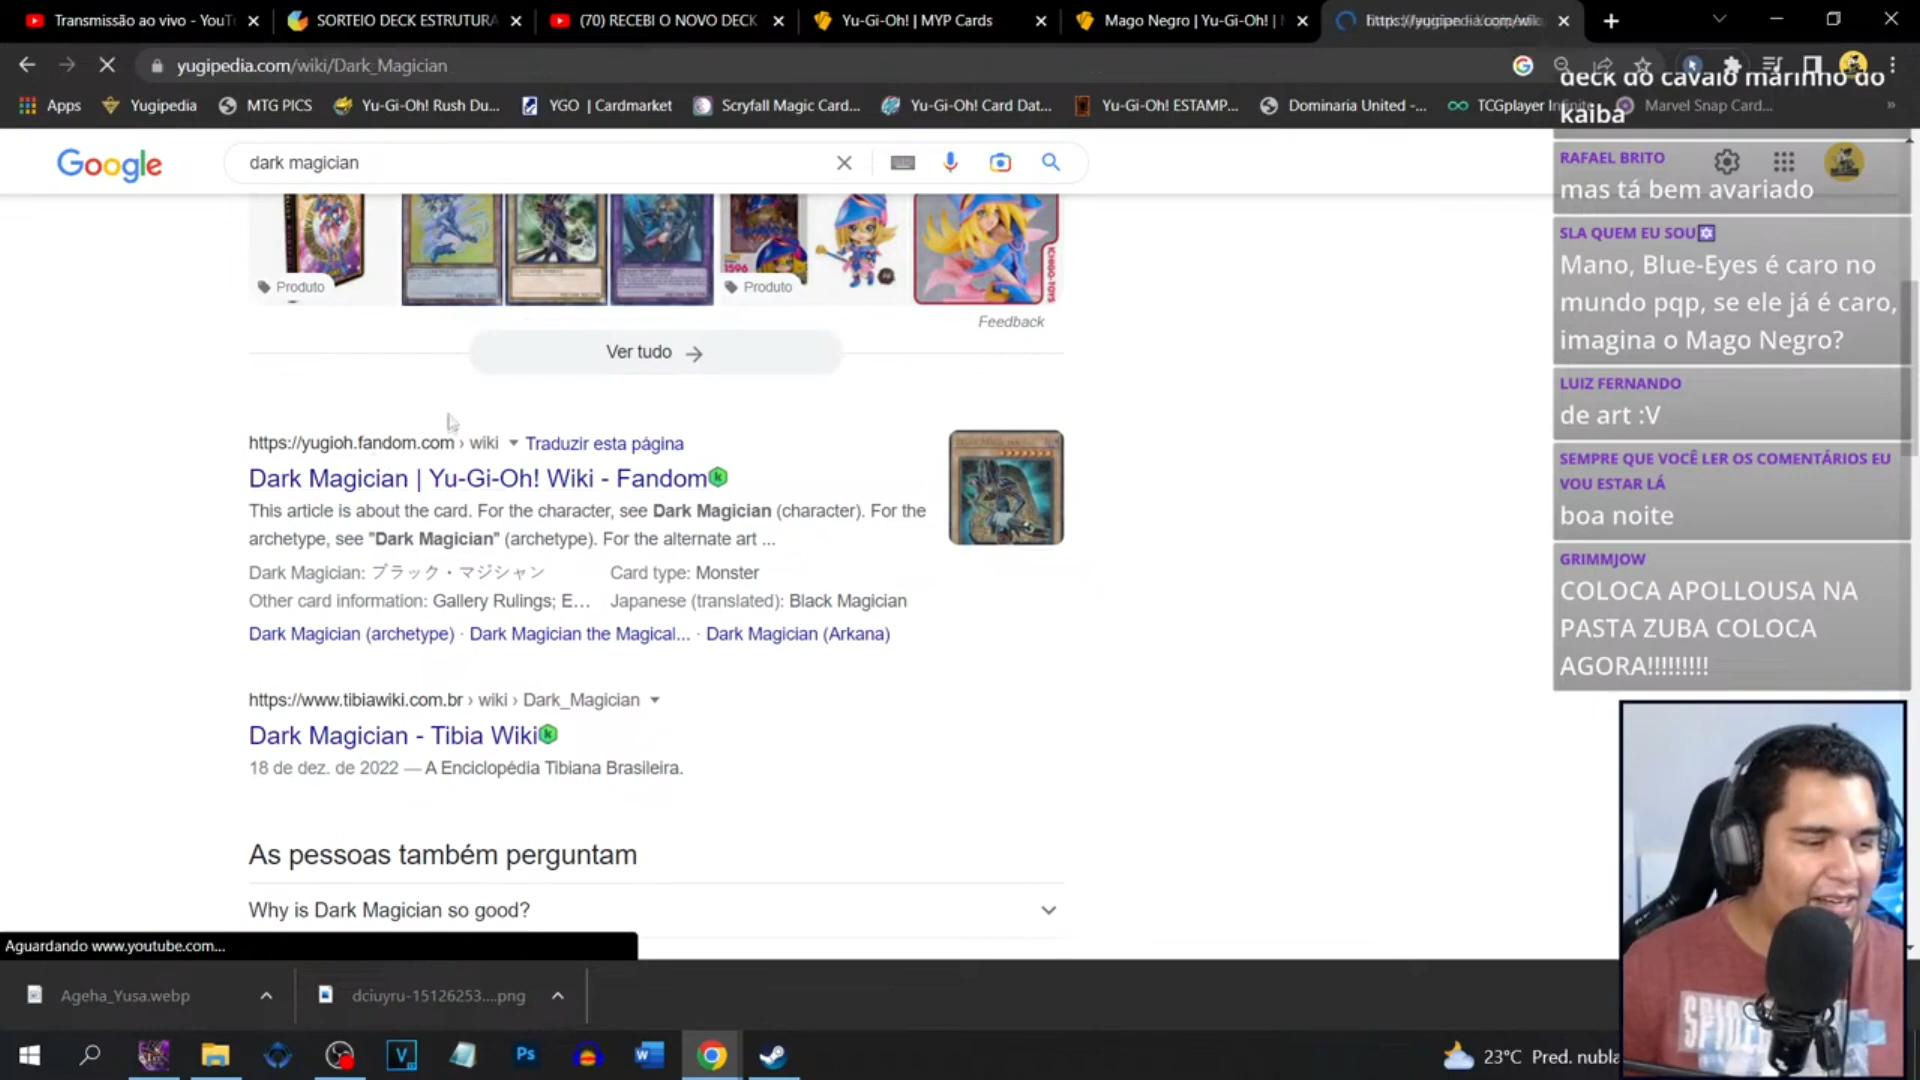 Transmissão ao vivo - YouT
SORTEIO DECK ESTRUTURA
(70) RECEBI O NOVO DECK
Yu-Gi-Oh! | MYP Cards
Mago Negro | Yu-Gi-Oh! |
https://yugipedia.com/wik
yugipedia.com/wiki/Dark_Magician
Apps
Yugipedia
MTG PICS
Yu-Gi-Oh! Rush Du...
YGO | Cardmarket
Scryfall Magic Card...
Yu-Gi-Oh! Card Dat...
Yu-Gi-Oh! ESTAMP...
Dominaria United -...
TCGplayer Infinite
Marvel Snap Card...
»
Google
dark magician
Produto
1596
Produto
Feedback
Ver tudo
https://yugioh.fandom.com › wiki
Traduzir esta página
Dark Magician | Yu-Gi-Oh! Wiki - Fandom
This article is about the card. For the character, see Dark Magician (character). For the
archetype, see "Dark Magician" (archetype). For the alternate art ...
Dark Magician: ブラック・マジシャン
Card type: Monster
Other card information: Gallery Rulings; E...
Japanese (translated): Black Magician
Dark Magician (archetype) · Dark Magician the Magical... · Dark Magician (Arkana)
https://www.tibiawiki.com.br › wiki › Dark_Magician
Dark Magician - Tibia Wiki
18 de dez. de 2022 — A Enciclopédia Tibiana Brasileira.
As pessoas também perguntam
Why is Dark Magician so good?
Aguardando www.youtube.com...
deck do cavalo marinho do
kaiba
RAFAEL BRITO
mas tá bem avariado
SLA QUEM EU SOU
Mano, Blue-Eyes é caro no
mundo pqp, se ele já é caro,
imagina o Mago Negro?
LUIZ FERNANDO
de art :V
SEMPRE QUE VOCÊ LER OS COMENTÁRIOS EU
VOU ESTAR LÁ
boa noite
GRIMMJOW
COLOCA APOLLOUSA NA
PASTA ZUBA COLOCA
AGORA!!!!!!!!!
Ageha_Yusa.webp
dciuyru-15126253....png
Ps
23°C Pred. nubla